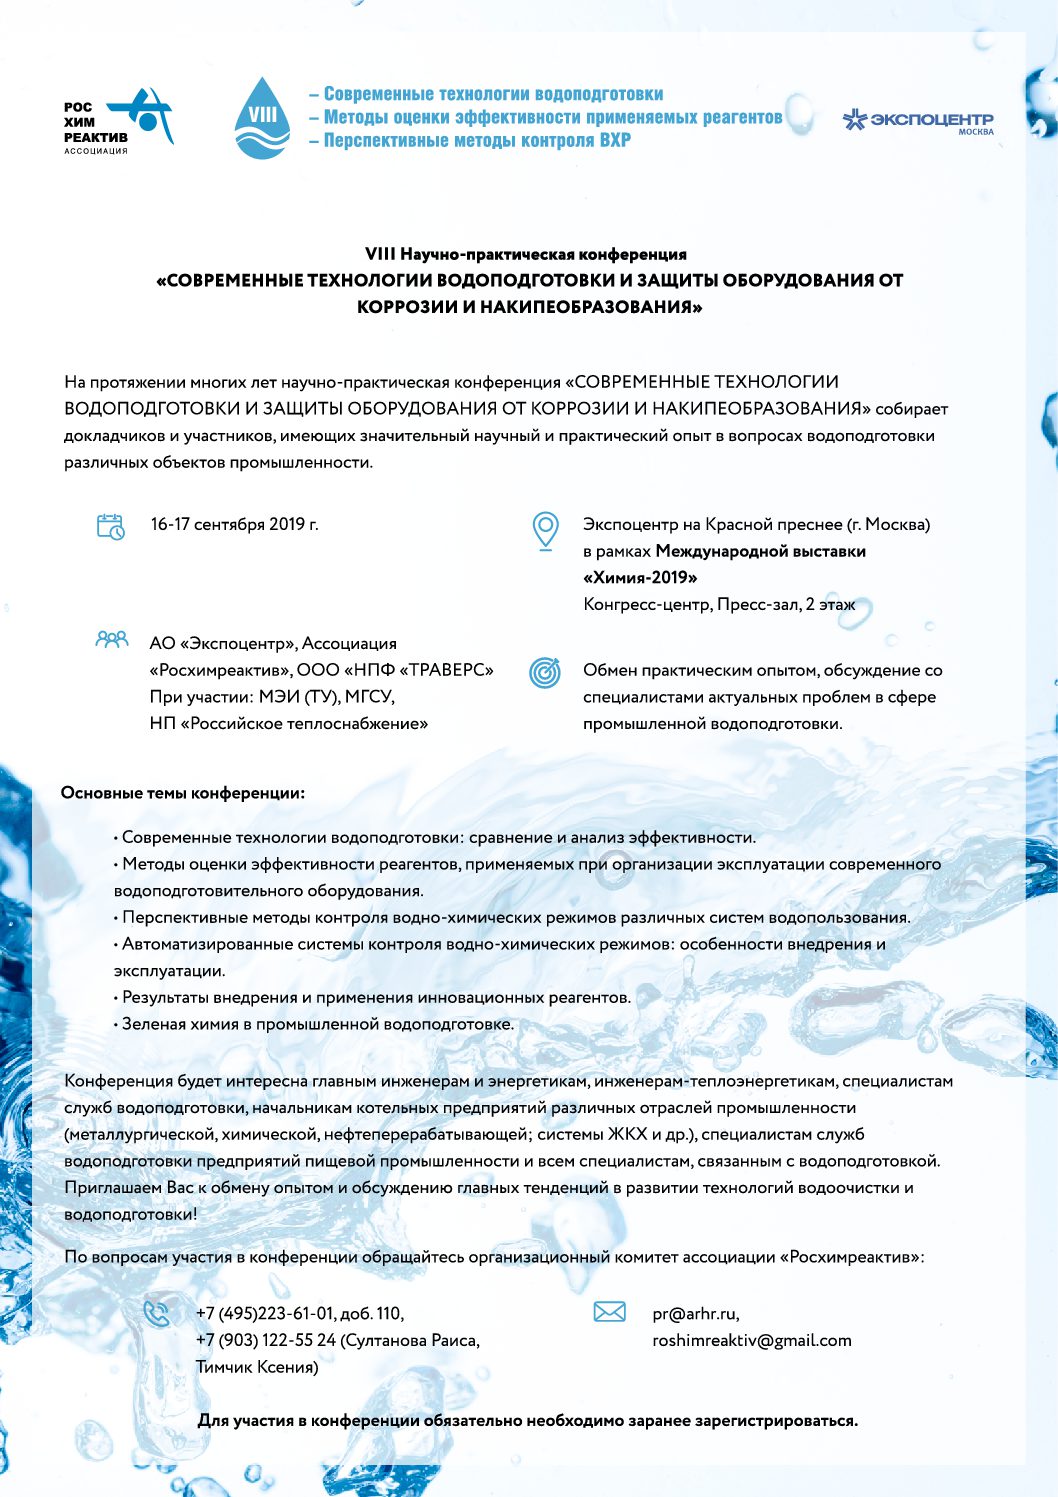 РОС
ХИМ
РЕАКТИВ
АССОЦИАЦИЯ
VIII
– Современные технологии водоподготовки
– Методы оценки эффективности применяемых реагентов
– Перспективные методы контроля ВХР
ЭКСПОЦЕНТР
МОСКВА
VIII Научно-практическая конференция
«СОВРЕМЕННЫЕ ТЕХНОЛОГИИ ВОДОПОДГОТОВКИ И ЗАЩИТЫ ОБОРУДОВАНИЯ ОТ
КОРРОЗИИ И НАКИПЕОБРАЗОВАНИЯ»
На протяжении многих лет научно-практическая конференция «СОВРЕМЕННЫЕ ТЕХНОЛОГИИ
ВОДОПОДГОТОВКИ И ЗАЩИТЫ ОБОРУДОВАНИЯ ОТ КОРРОЗИИ И НАКИПЕОБРАЗОВАНИЯ» собирает
докладчиков и участников, имеющих значительный научный и практический опыт в вопросах водоподготовки
различных объектов промышленности.
16-17 сентября 2019 г.
Экспоцентр на Красной преснее (г. Москва)
в рамках Международной выставки
«Химия-2019»
Конгресс-центр, Пресс-зал, 2 этаж
АО «Экспоцентр», Ассоциация
«Росхимреактив», ООО «НПФ «ТРАВЕРС»
При участии: МЭИ (ТУ), МГСУ,
НП «Российское теплоснабжение»
Обмен практическим опытом, обсуждение со
специалистами актуальных проблем в сфере
промышленной водоподготовки.
Основные темы конференции:
• Современные технологии водоподготовки: сравнение и анализ эффективности.
• Методы оценки эффективности реагентов, применяемых при организации эксплуатации современного
водоподготовительного оборудования.
• Перспективные методы контроля водно-химических режимов различных систем водопользования.
• Автоматизированные системы контроля водно-химических режимов: особенности внедрения и
эксплуатации.
• Результаты внедрения и применения инновационных реагентов.
• Зеленая химия в промышленной водоподготовке.
Конференция будет интересна главным инженерам и энергетикам, инженерам-теплоэнергетикам, специалистам
служб водоподготовки, начальникам котельных предприятий различных отраслей промышленности
(металлургической, химической, нефтеперерабатывающей; системы ЖКХ и др.), специалистам служб
водоподготовки предприятий пищевой промышленности и всем специалистам, связанным с водоподготовкой.
Приглашаем Вас к обмену опытом и обсуждению главных тенденций в развитии технологий водоочистки и
водоподготовки!
По вопросам участия в конференции обращайтесь организационный комитет ассоциации «Росхимреактив»:
+7 (495)223-61-01, доб. 110,
+7 (903) 122-55 24 (Султанова Раиса,
Тимчик Ксения)
pr@arhr.ru,
roshimreaktiv@gmail.com
Для участия в конференции обязательно необходимо заранее зарегистрироваться.